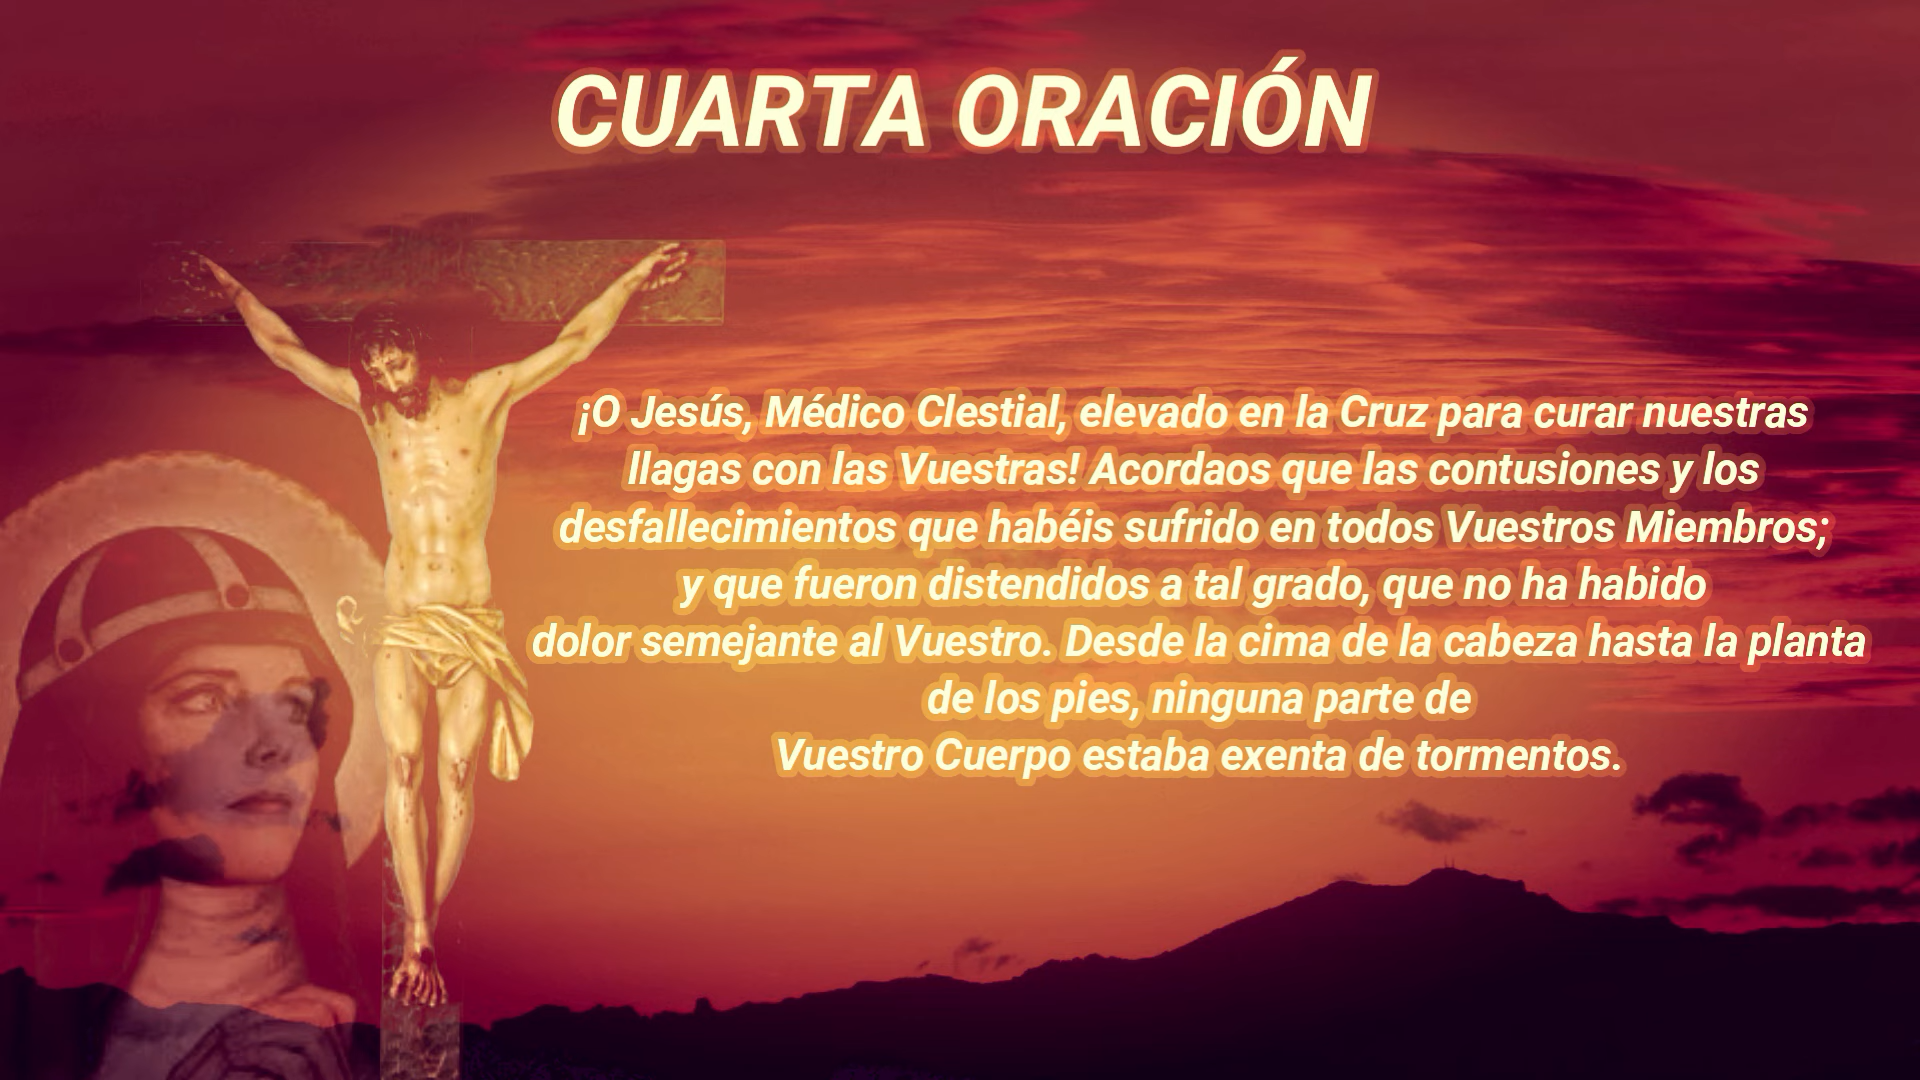 CUARTA ORACIÓN
¡O Jesús, Médico Clestial, elevado en la Cruz para curar nuestras
llagas con las Vuestras! Acordaos que las contusiones y los
desfallecimientos que habéis sufrido en todos Vuestros Miembros;
y que fueron distendidos a tal grado, que no ha habido
dolor semejante al Vuestro. Desde la cima de la cabeza hasta la planta
de los pies, ninguna parte de
Vuestro Cuerpo estaba exenta de tormentos.